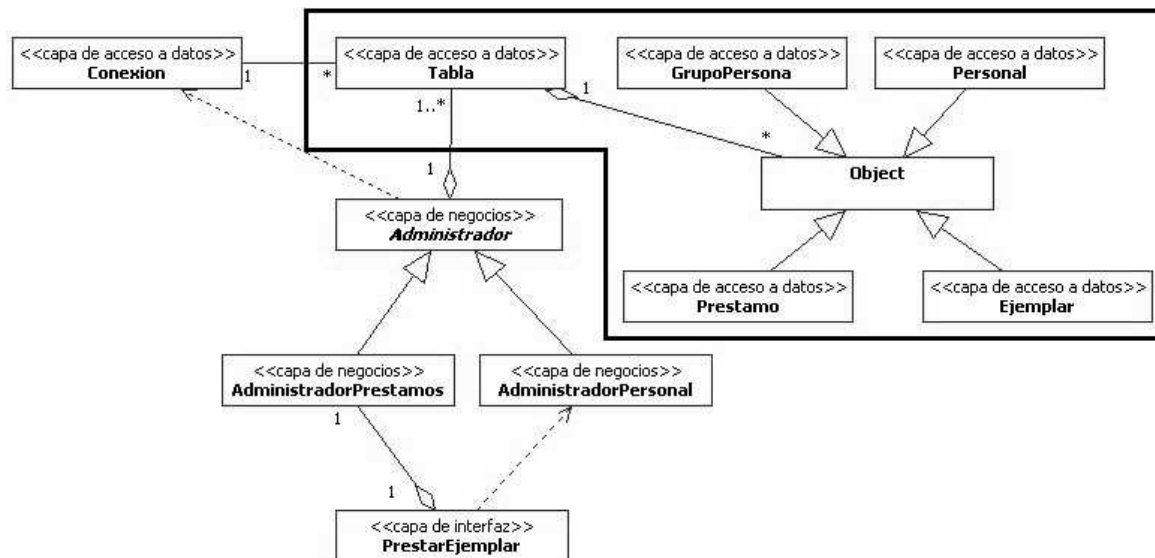 <<capa de acceso a datos>>
Conexion
<<capa de acceso a datos>>
Tabla
<<capa de acceso a datos>>
GrupoPersona
<<capa de acceso a datos>>
Personal
1
*
1
1..*
*
Object
1
<<capa de negocios>>
Administrador
<<capa de acceso a datos>>
Prestamo
<<capa de acceso a datos>>
Ejemplar
<<capa de negocios>>
AdministradorPrestamos
<<capa de negocios>>
AdministradorPersonal
1
1
<<capa de interfaz>>
PrestarEjemplar